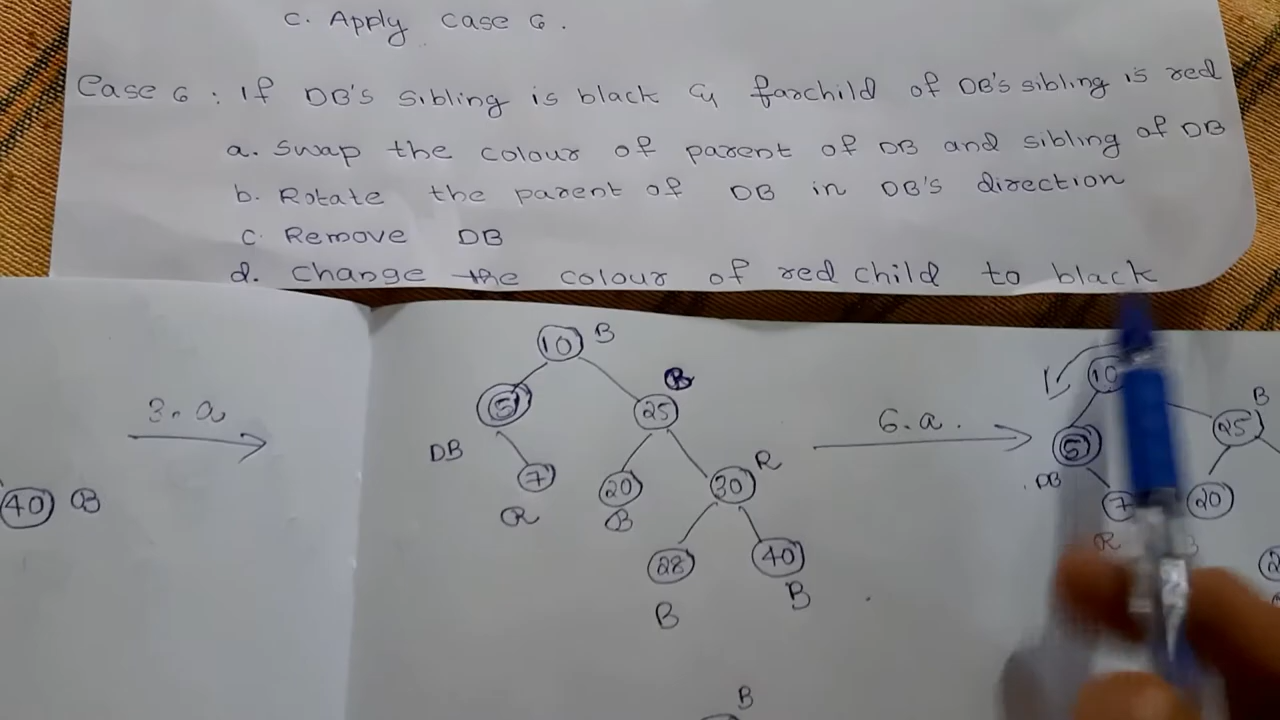 c. Apply case 6.
Case 6: If DB's sibling is black & farchild of DB's sibling is red
a. Swap the colour of parent of DB and sibling of DB
b. Rotate the parent of DB in DB's direction
c. Remove DB
d. Change the colour of red child to black
3.a
40 B
10 B
5 DB
25 B
7 R
20 B
30 R
28 B
40 B
6.a.
10
5 DB
25 B
7 R
20
B